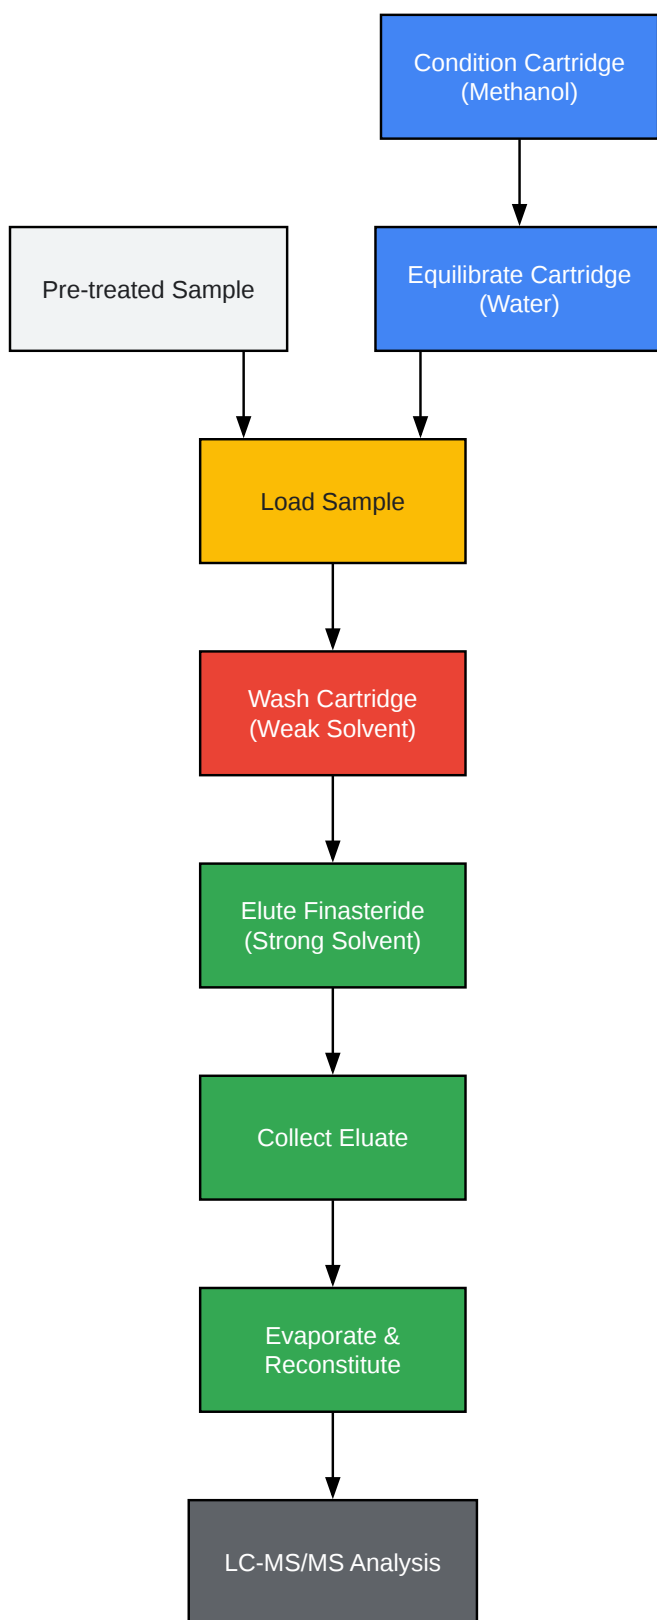 Condition Cartridge
(Methanol)
Pre-treated Sample
Equilibrate Cartridge
(Water)
Load Sample
Wash Cartridge
(Weak Solvent)
Elute Finasteride
(Strong Solvent)
Collect Eluate
Evaporate &
Reconstitute
LC-MS/MS Analysis